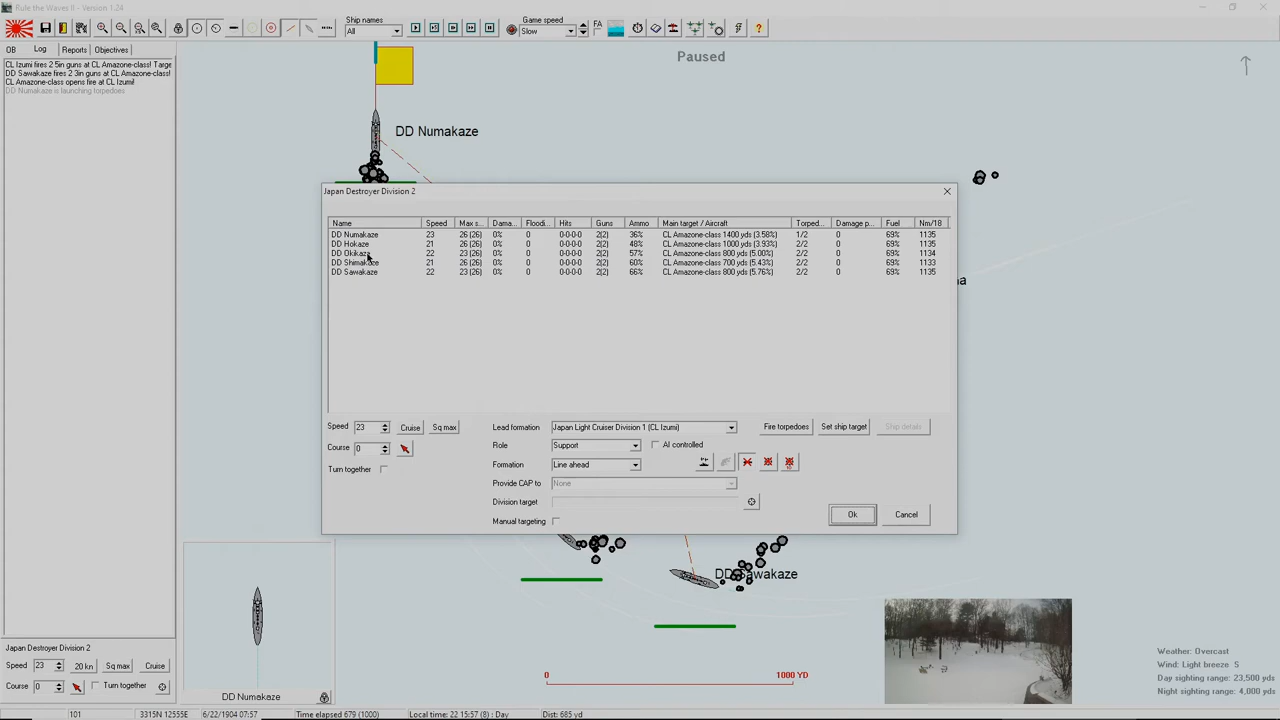 Rule the Waves II - Version 1.24
Ship names
All
Game speed
Slow
FA
OB Log Reports Objectives
CL Izumi fires 2 5in guns at CL Amazone-class! Targe
DD Sawakaze fires 2 3in guns at CL Amazone-class!
CL Amazone-class opens fire at CL Izumi!
DD Numakaze is launching torpedoes
Paused
DD Numakaze
Japan Destroyer Division 2
Name Speed Max s... Dama... Floodi... Hits Guns Ammo Main target / Aircraft Torped... Damage p... Fuel Nm/18
DD Numakaze 23 26 (26) 0% 0 0-0-0-0 2(2) 36% CL Amazone-class 1400 yds (3.58%) 1/2 0 69% 1135
DD Hokaze 21 26 (26) 0% 0 0-0-0-0 2(2) 48% CL Amazone-class 1000 yds (3.93%) 2/2 0 69% 1135
DD Okikaze 22 23 (26) 0% 0 0-0-0-0 2(2) 57% CL Amazone-class 800 yds (5.00%) 2/2 0 69% 1134
DD Shimakaze 21 26 (26) 0% 0 0-0-0-0 2(2) 60% CL Amazone-class 700 yds (5.43%) 2/2 0 69% 1133
DD Sawakaze 22 23 (26) 0% 0 0-0-0-0 2(2) 66% CL Amazone-class 800 yds (5.76%) 2/2 0 69% 1135
na
Speed 23 Cruise Sq max
Course 0
Turn together
Lead formation Japan Light Cruiser Division 1 (CL Izumi)
Role Support AI controlled
Formation Line ahead
Provide CAP to None
Division target
Manual targeting
Fire torpedoes Set ship target Ship details
Ok Cancel
DD Sawakaze
Japan Destroyer Division 2
Speed 23 20 kn Sq max Cruise
Course 0 Turn together
DD Numakaze
0 1000 YD
Weather: Overcast
Wind: Light breeze S
Day sighting range: 23,500 yds
Night sighting range: 4,000 yds
101 3315N 12555E 6/22/1904 07:57 Time elapsed 679 (1000) Local time: 22 15:57 (8) : Day Dist: 685 yd